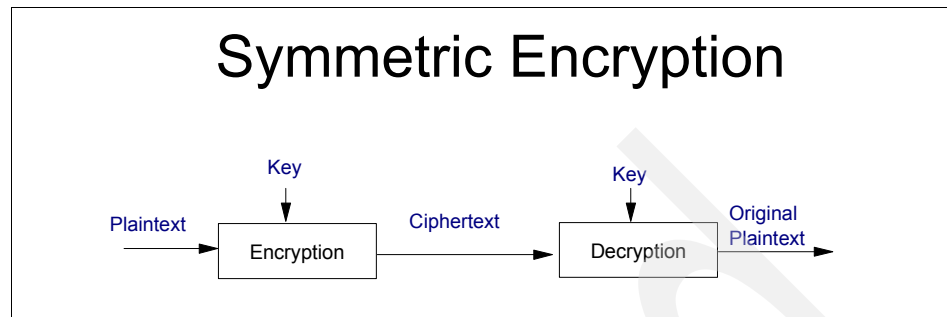 Symmetric Encryption
Key
Key
Plaintext
Ciphertext
Original
Plaintext
Encryption
Decryption